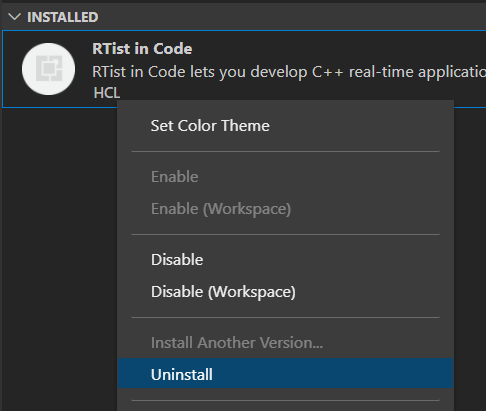 INSTALLED
RTist in Code
RTist in Code lets you develop C++ real-time applicatio
HCL
Set Color Theme
Enable
Enable (Workspace)
Disable
Disable (Workspace)
Install Another Version...
Uninstall